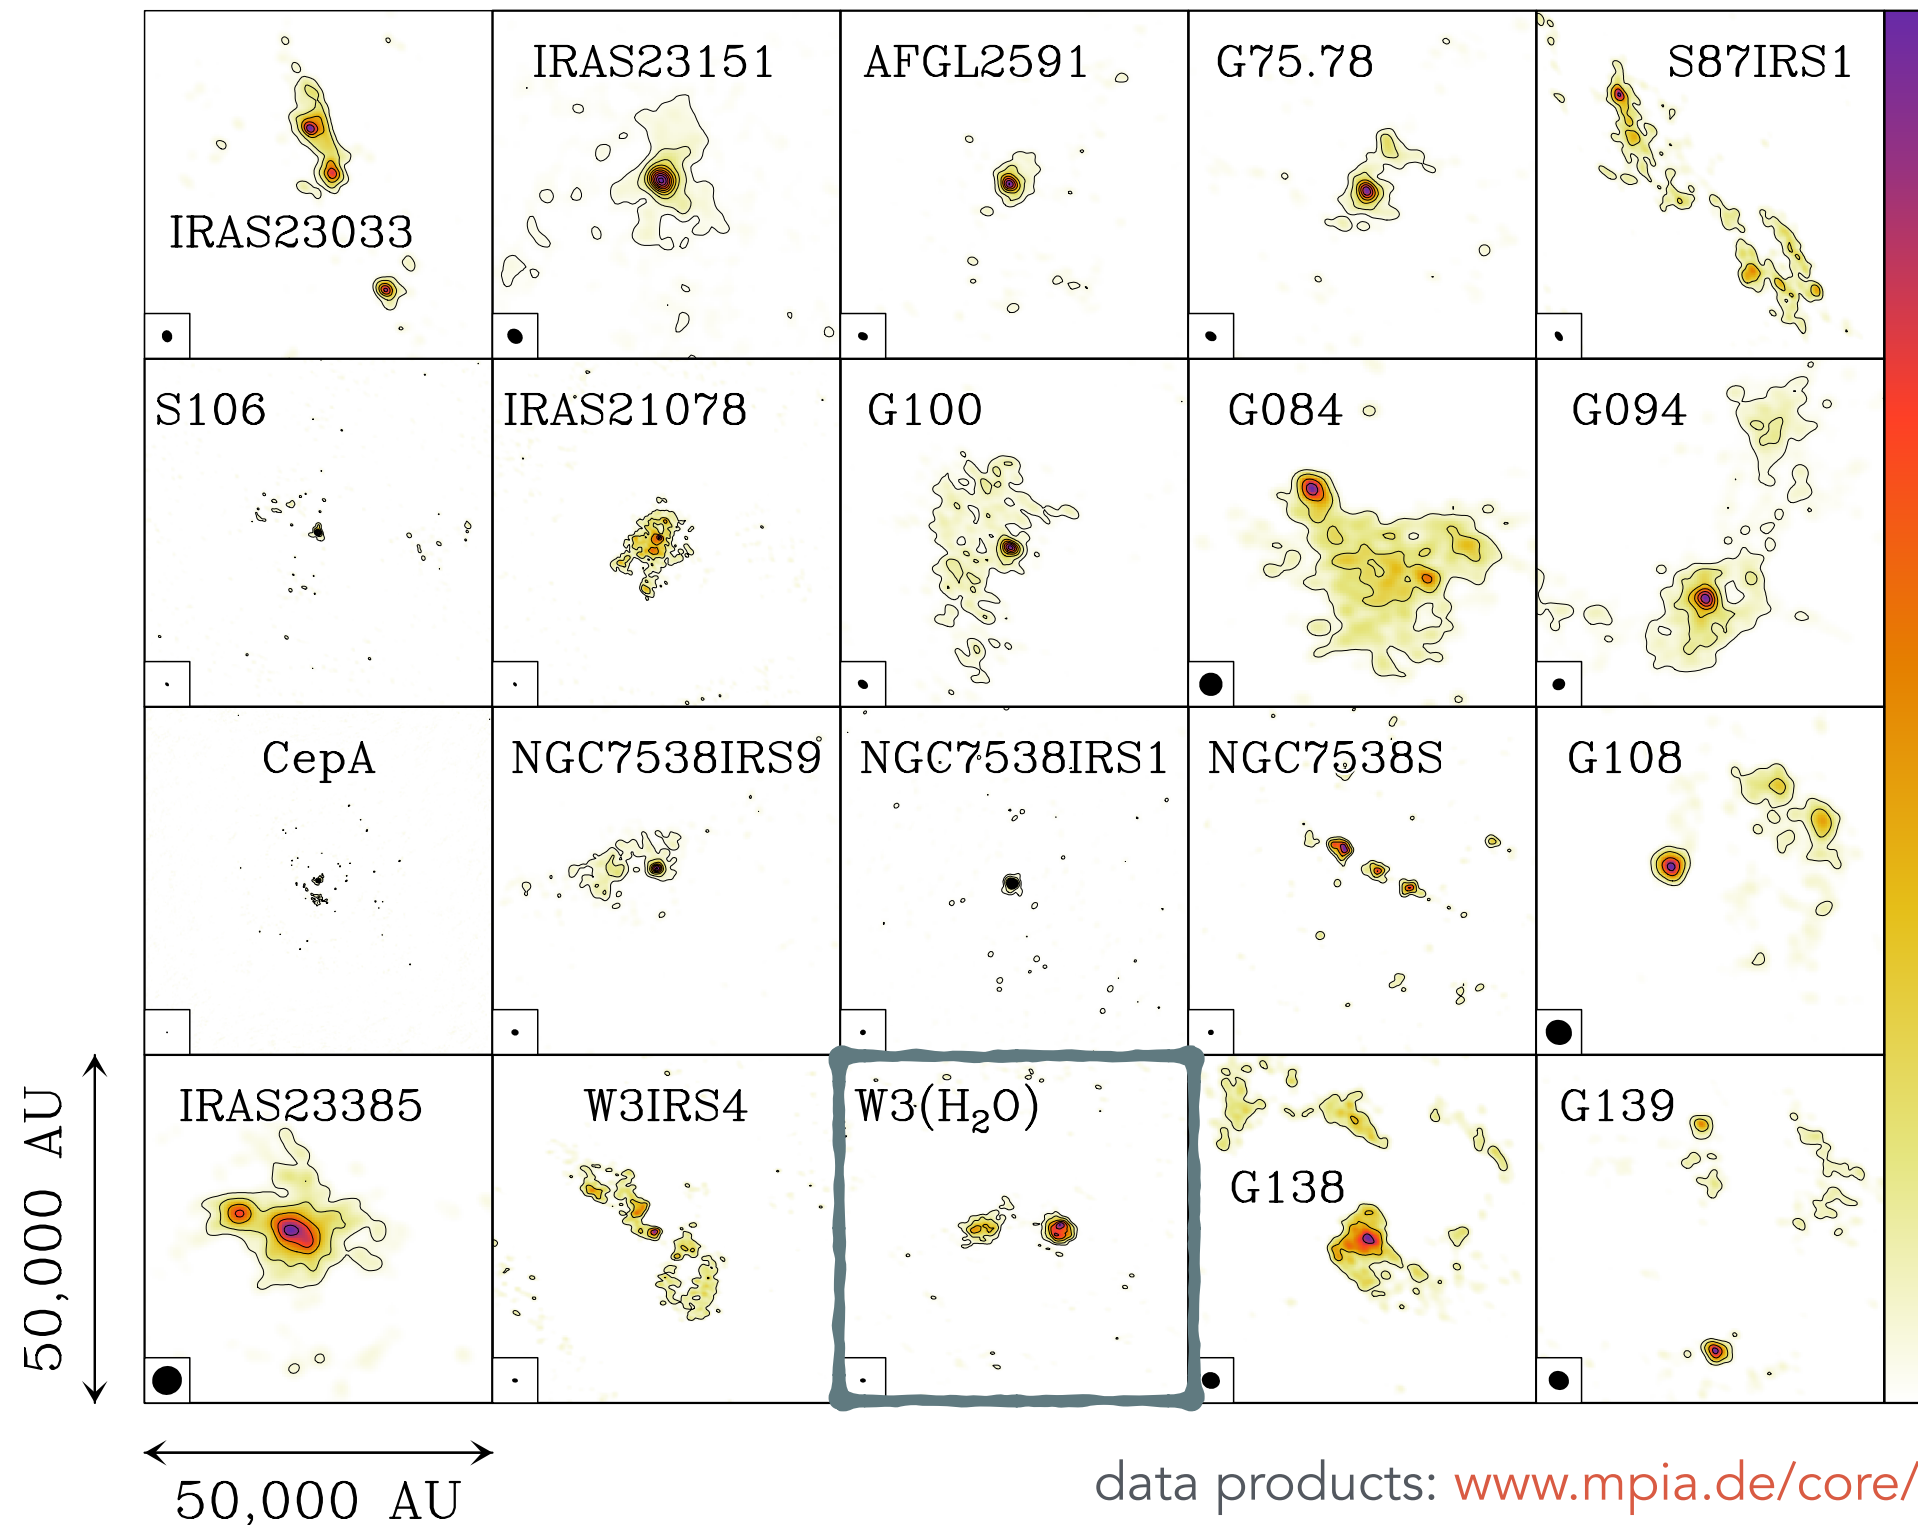 IRAS23033
IRAS23151
AFGL2591
G75.78
S87IRS1
S106
IRAS21078
G100
G084
G094
CepA
NGC7538IRS9
NGC7538IRS1
NGC7538S
G108
IRAS23385
W3IRS4
W3(H₂O)
G138
G139
50,000 AU
50,000 AU
data products: www.mpia.de/core/